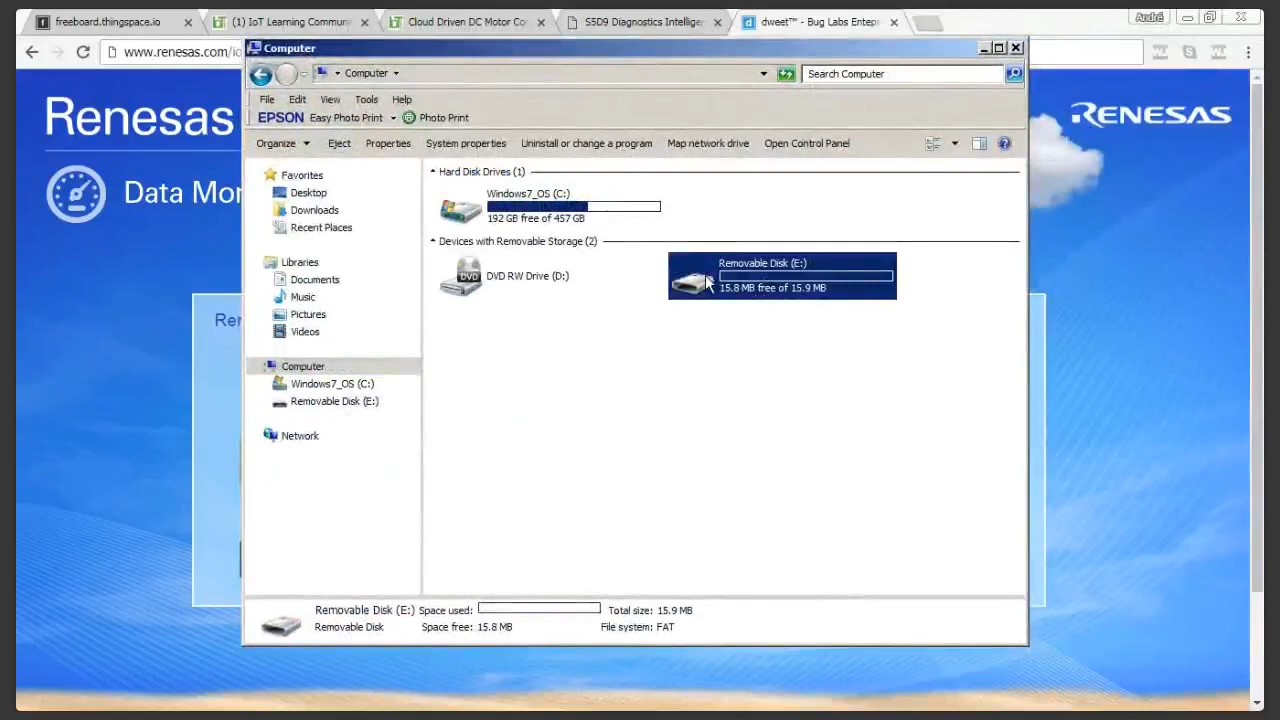 freeboard.thingspace.io
(1) IoT Learning Communi
Cloud Driven DC Motor Co
S5D9 Diagnostics Intellige
dweet™ - Bug Labs Entepr
André
www.renesas.com/i
Computer
Computer
Search Computer
File Edit View Tools Help
EPSON Easy Photo Print Photo Print
Organize Eject Properties System properties Uninstall or change a program Map network drive Open Control Panel
Renesas
RENESAS
Data Mo
Ren
Favorites
Desktop
Downloads
Recent Places
Libraries
Documents
Music
Pictures
Videos
Computer
Windows7_OS (C:)
Removable Disk (E:)
Network
Hard Disk Drives (1)
Windows7_OS (C:)
192 GB free of 457 GB
Devices with Removable Storage (2)
DVD
DVD RW Drive (D:)
Removable Disk (E:)
15.8 MB free of 15.9 MB
Removable Disk (E:) Space used: Total size: 15.9 MB
Removable Disk Space free: 15.8 MB File system: FAT